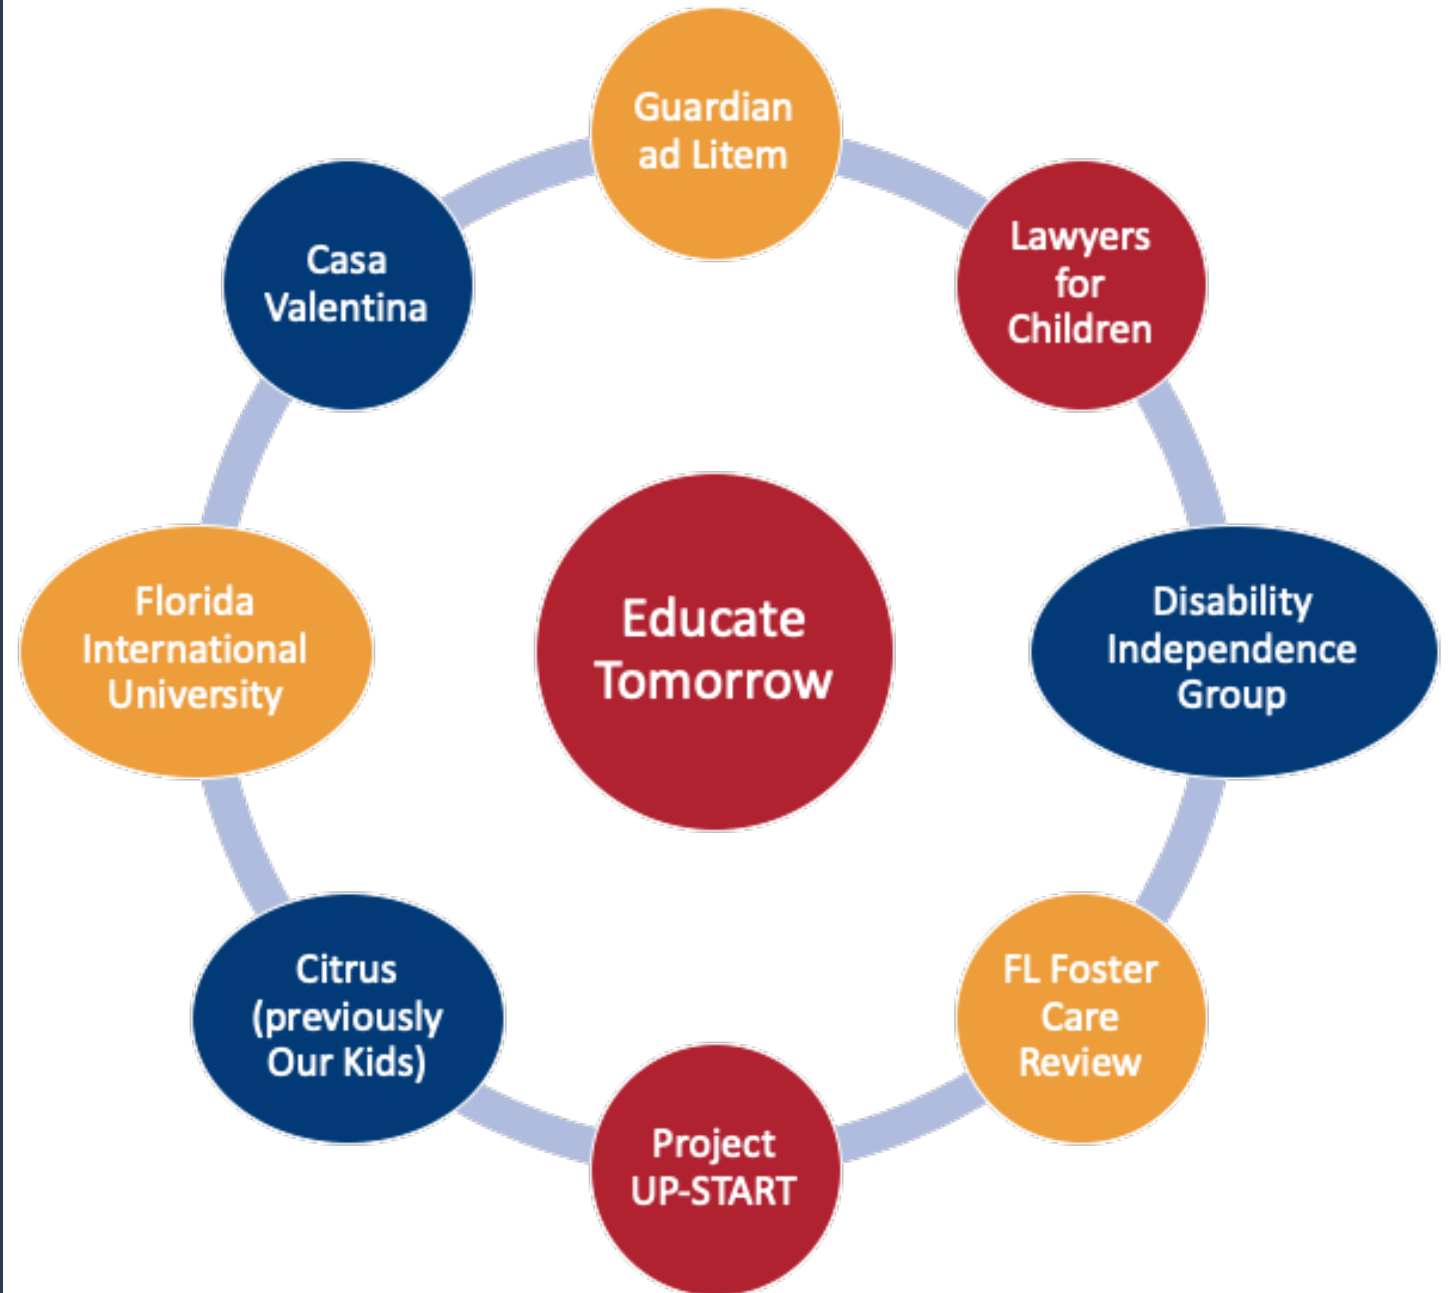 Guardian
ad Litem
Lawyers
for
Children
Casa
Valentina
Educate
Tomorrow
Florida
International
University
Disability
Independence
Group
Citrus
(previously
Our Kids)
FL Foster
Care
Review
Project
UP-START